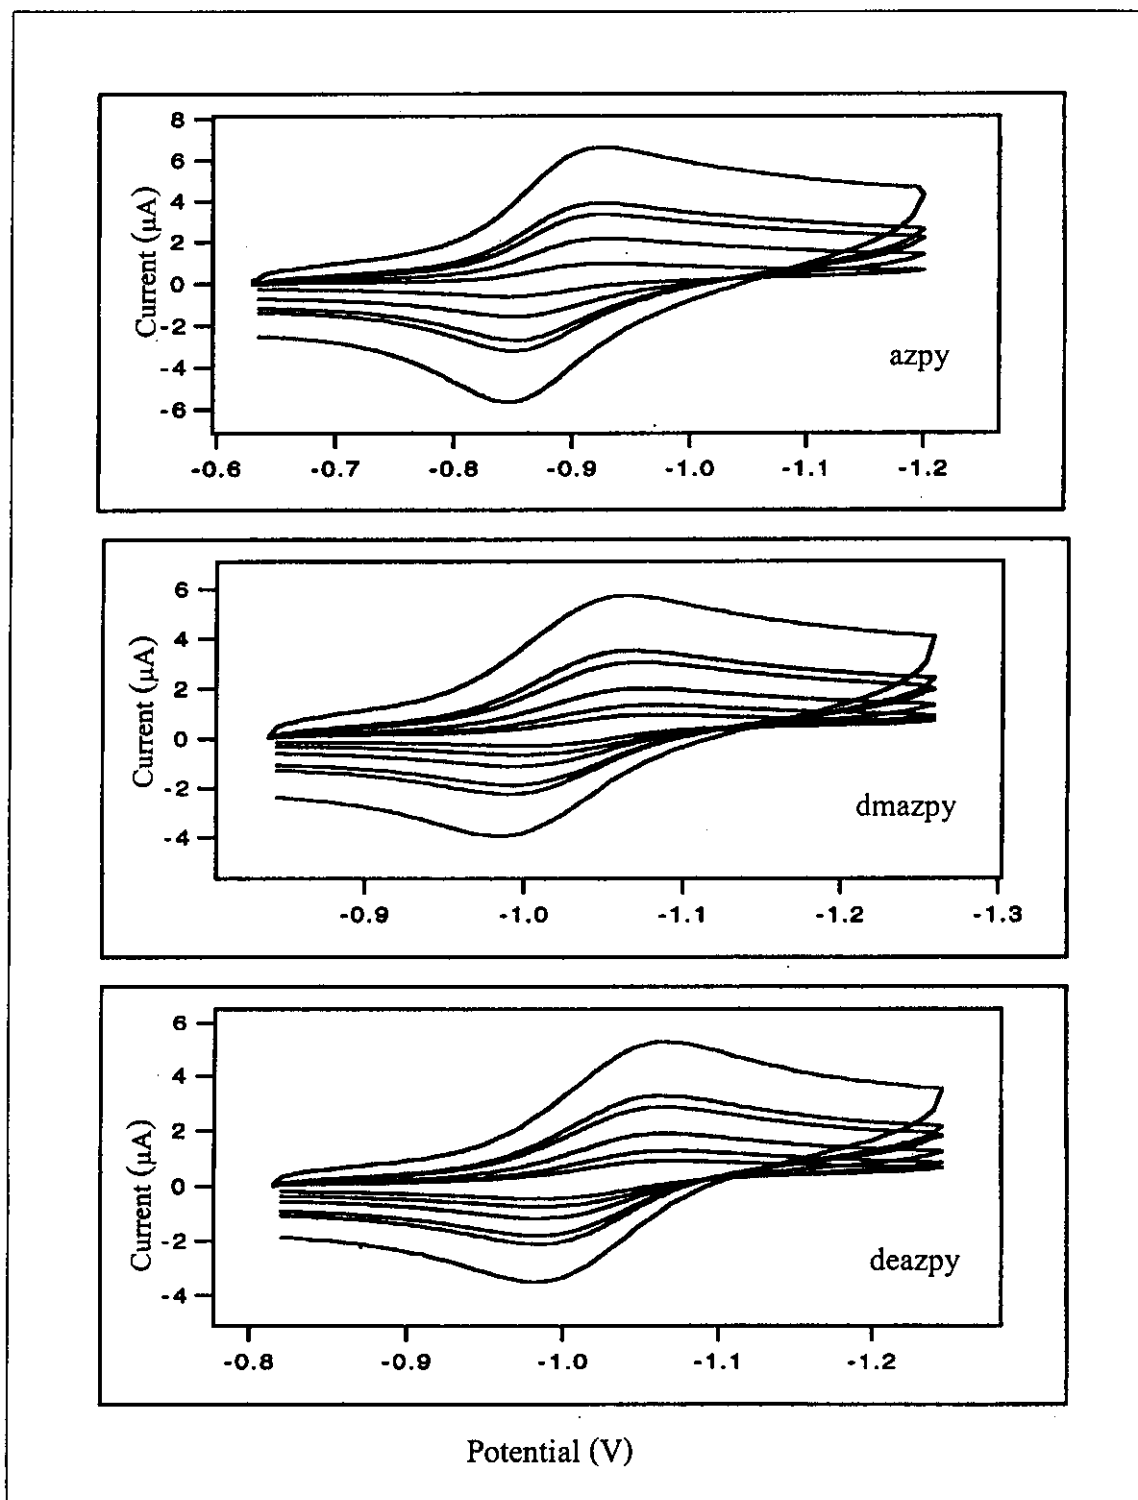 8
6
4
2
0
-2
-4
-6
Current (µA)
azpy
-0.6 -0.7 -0.8 -0.9 -1.0 -1.1 -1.2
6
4
2
0
-2
-4
Current (µA)
dmazpy
-0.9 -1.0 -1.1 -1.2 -1.3
6
4
2
0
-2
-4
Current (µA)
deazpy
-0.8 -0.9 -1.0 -1.1 -1.2
Potential (V)